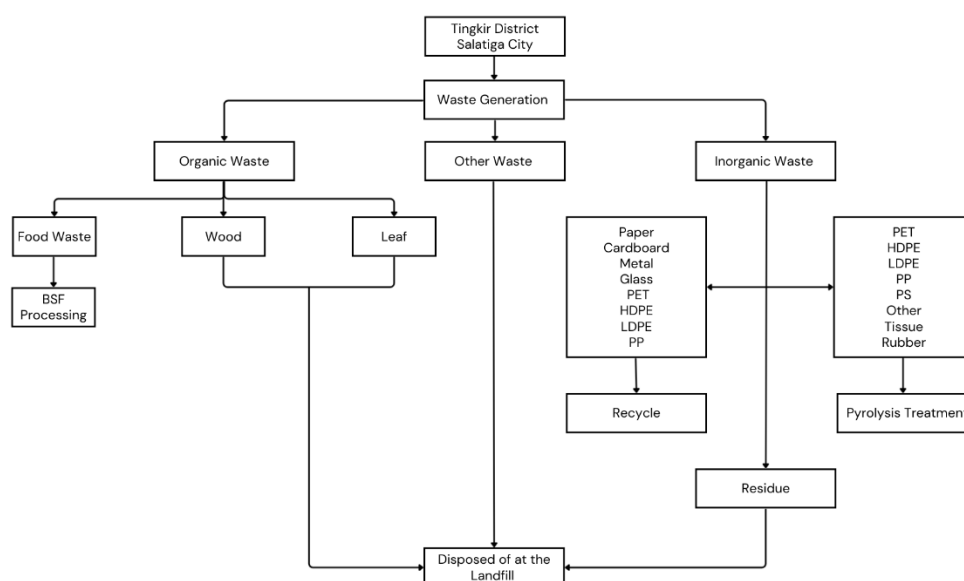 Tingkir District
Salatiga City
Waste Generation
Organic Waste
Other Waste
Inorganic Waste
Food Waste
Wood
Leaf
BSF
Processing
Paper
Cardboard
Metal
Glass
PET
HDPE
LDPE
PP
PET
HDPE
LDPE
PP
PS
Other
Tissue
Rubber
Recycle
Pyrolysis Treatment
Residue
Disposed of at the
Landfill